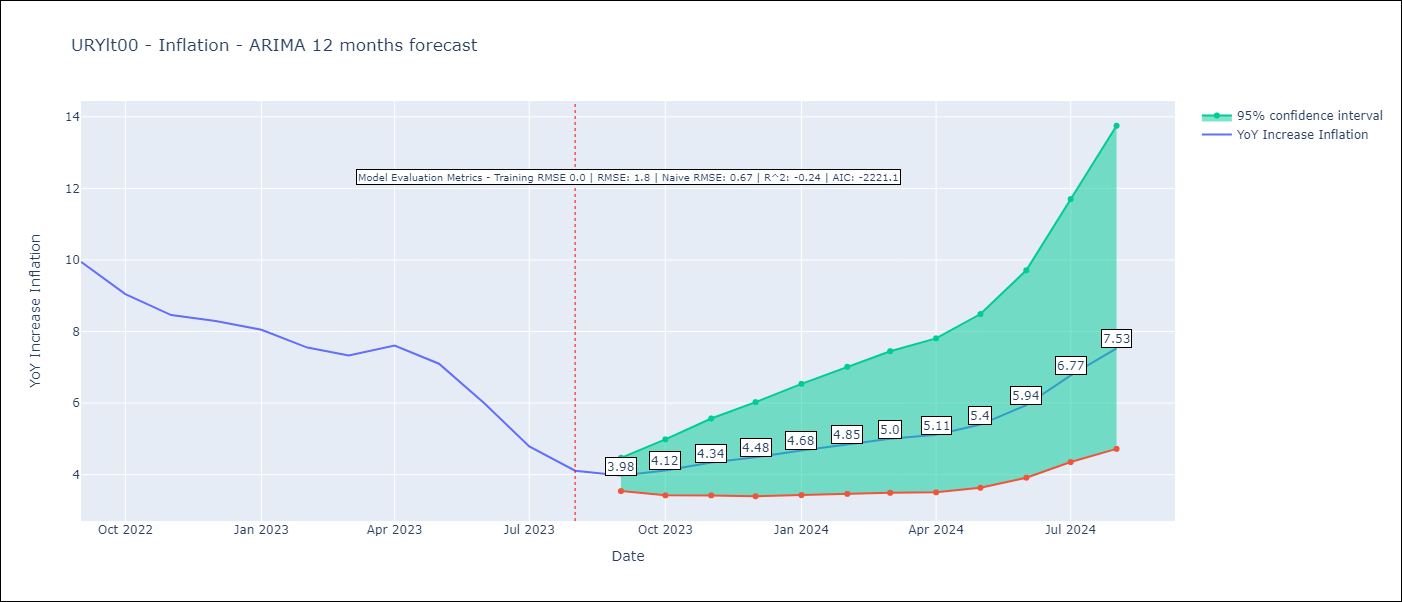 URYlt00 - Inflation - ARIMA 12 months forecast
95% confidence interval
YoY Increase Inflation
Model Evaluation Metrics - Training RMSE 0.0 | RMSE: 1.8 | Naive RMSE: 0.67 | R^2: -0.24 | AIC: -2221.1
YoY Increase Inflation
14
12
10
8
6
4
3.98
4.12
4.34
4.48
4.68
4.85
5.0
5.11
5.4
5.94
6.77
7.53
Oct 2022
Jan 2023
Apr 2023
Jul 2023
Oct 2023
Jan 2024
Apr 2024
Jul 2024
Date